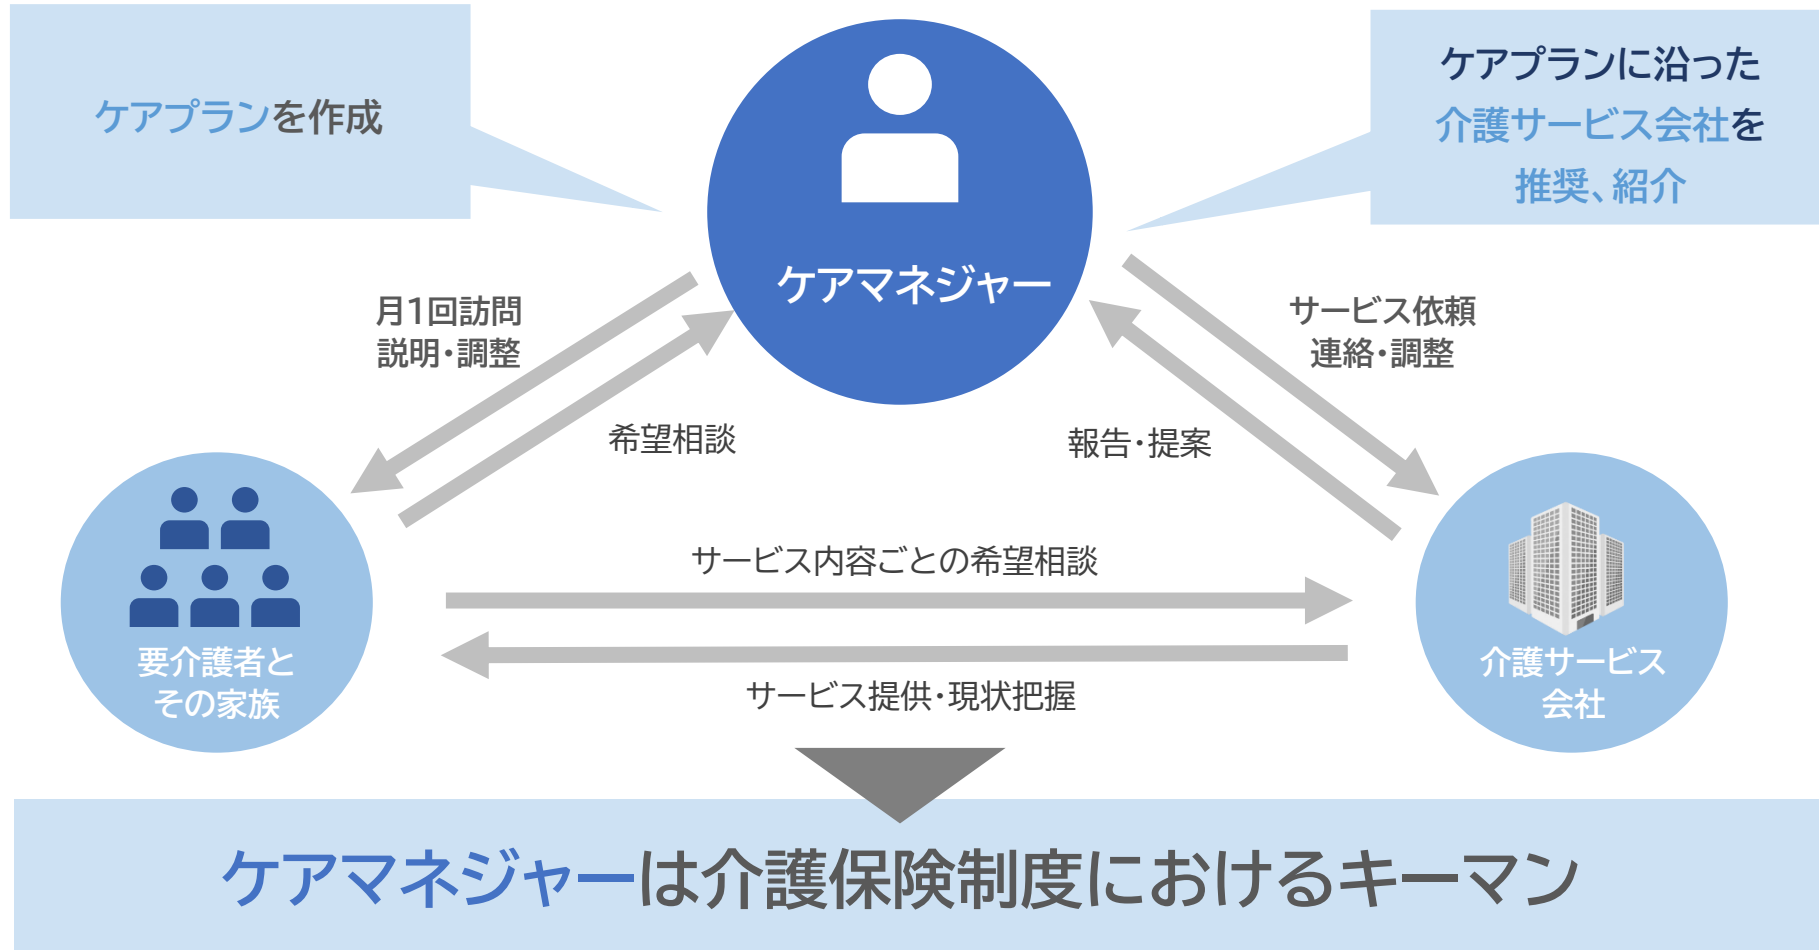 ケアプランを作成
ケアプランに沿った
介護サービス会社を
推奨、紹介
ケアマネジャー
月1回訪問
説明・調整
サービス依頼
連絡・調整
希望相談
報告・提案
サービス内容ごとの希望相談
サービス提供・現状把握
要介護者と
その家族
介護サービス
会社
ケアマネジャーは介護保険制度におけるキーマン